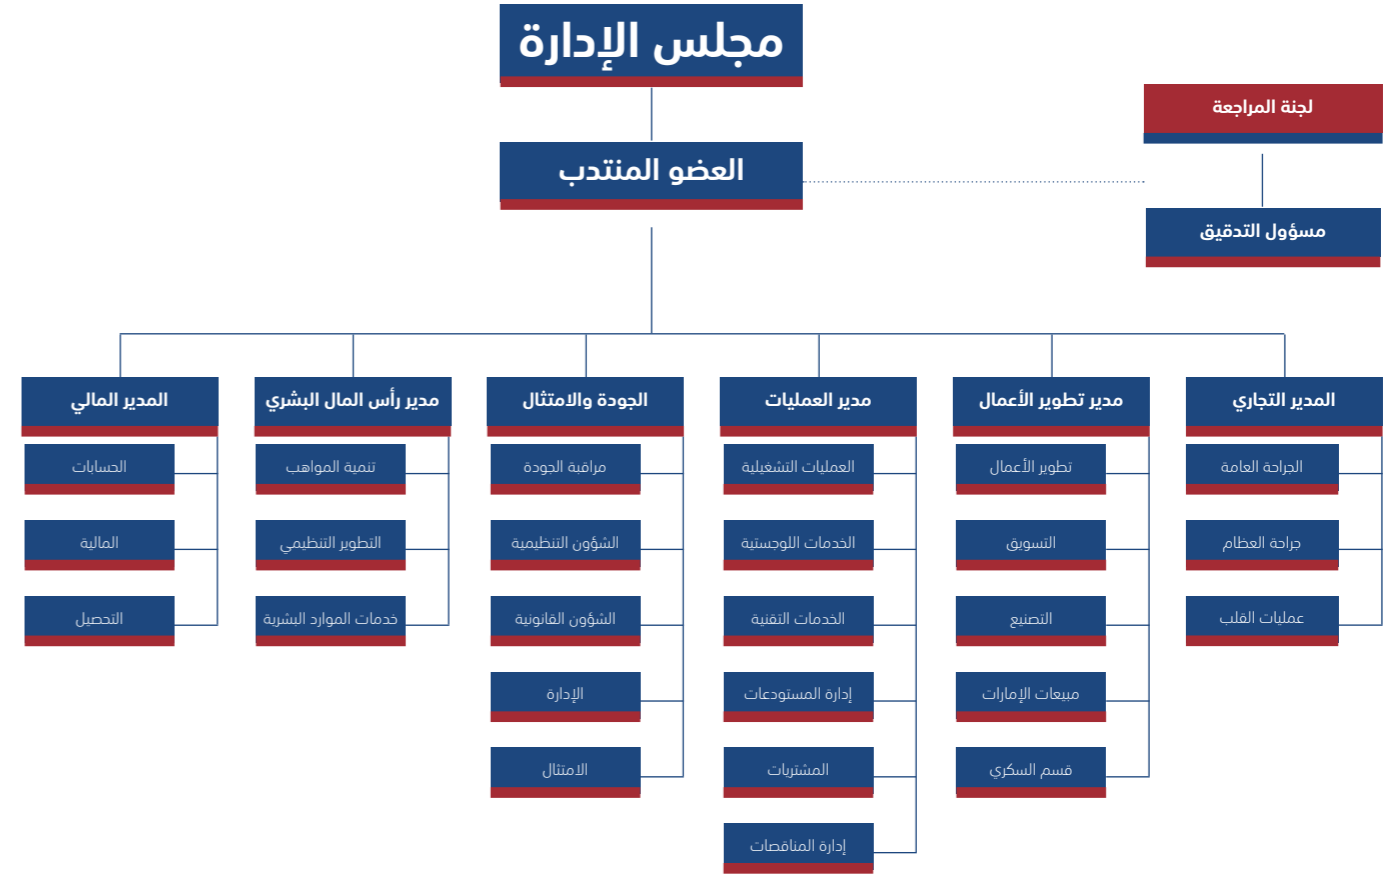 مجلس الإدارة
لجنة المراجعة
العضو المنتدب
مسؤول التدقيق
المدير التجاري
الجراحة العامة
جراحة العظام
عمليات القلب
مدير تطوير الأعمال
تطوير الأعمال
التسويق
التصنيع
مبيعات الإمارات
قسم السكري
مدير العمليات
العمليات التشغيلية
الخدمات اللوجستية
الخدمات التقنية
إدارة المستودعات
المشتريات
إدارة المناقصات
الجودة والامتثال
مراقبة الجودة
الشؤون التنظيمية
الشؤون القانونية
الإدارة
الامتثال
مدير رأس المال البشري
تنمية المواهب
التطوير التنظيمي
خدمات الموارد البشرية
المدير المالي
الحسابات
المالية
التحصيل